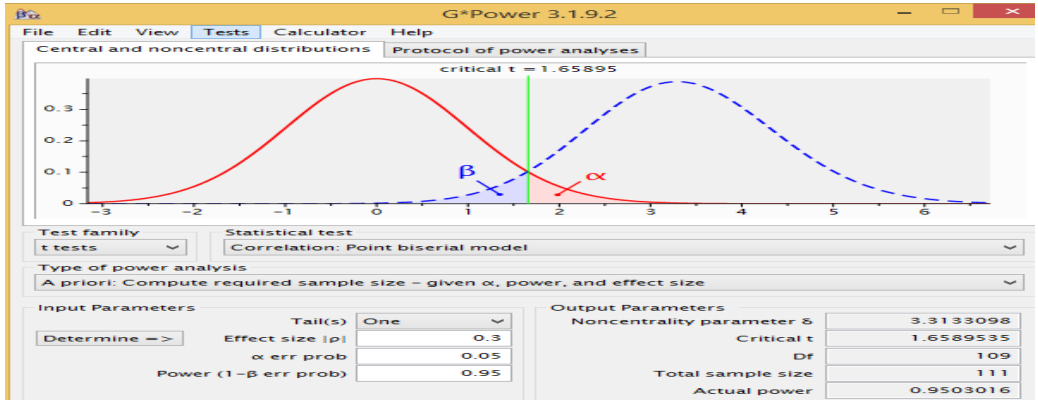 βα G*Power 3.1.9.2
File Edit View Tests Calculator Help
Central and noncentral distributions Protocol of power analyses
critical t = 1.65895
0.3
0.2
0.1
0
β
α
-3 -2 -1 0 1 2 3 4 5 6
Test family Statistical test
t tests Correlation: Point biserial model
Type of power analysis
A priori: Compute required sample size - given α, power, and effect size
Input Parameters Output Parameters
Tail(s) One Noncentrality parameter δ 3.3133098
Determine => Effect size |ρ| 0.3 Critical t 1.6589535
α err prob 0.05 Df 109
Power (1-β err prob) 0.95 Total sample size 111
Actual power 0.9503016